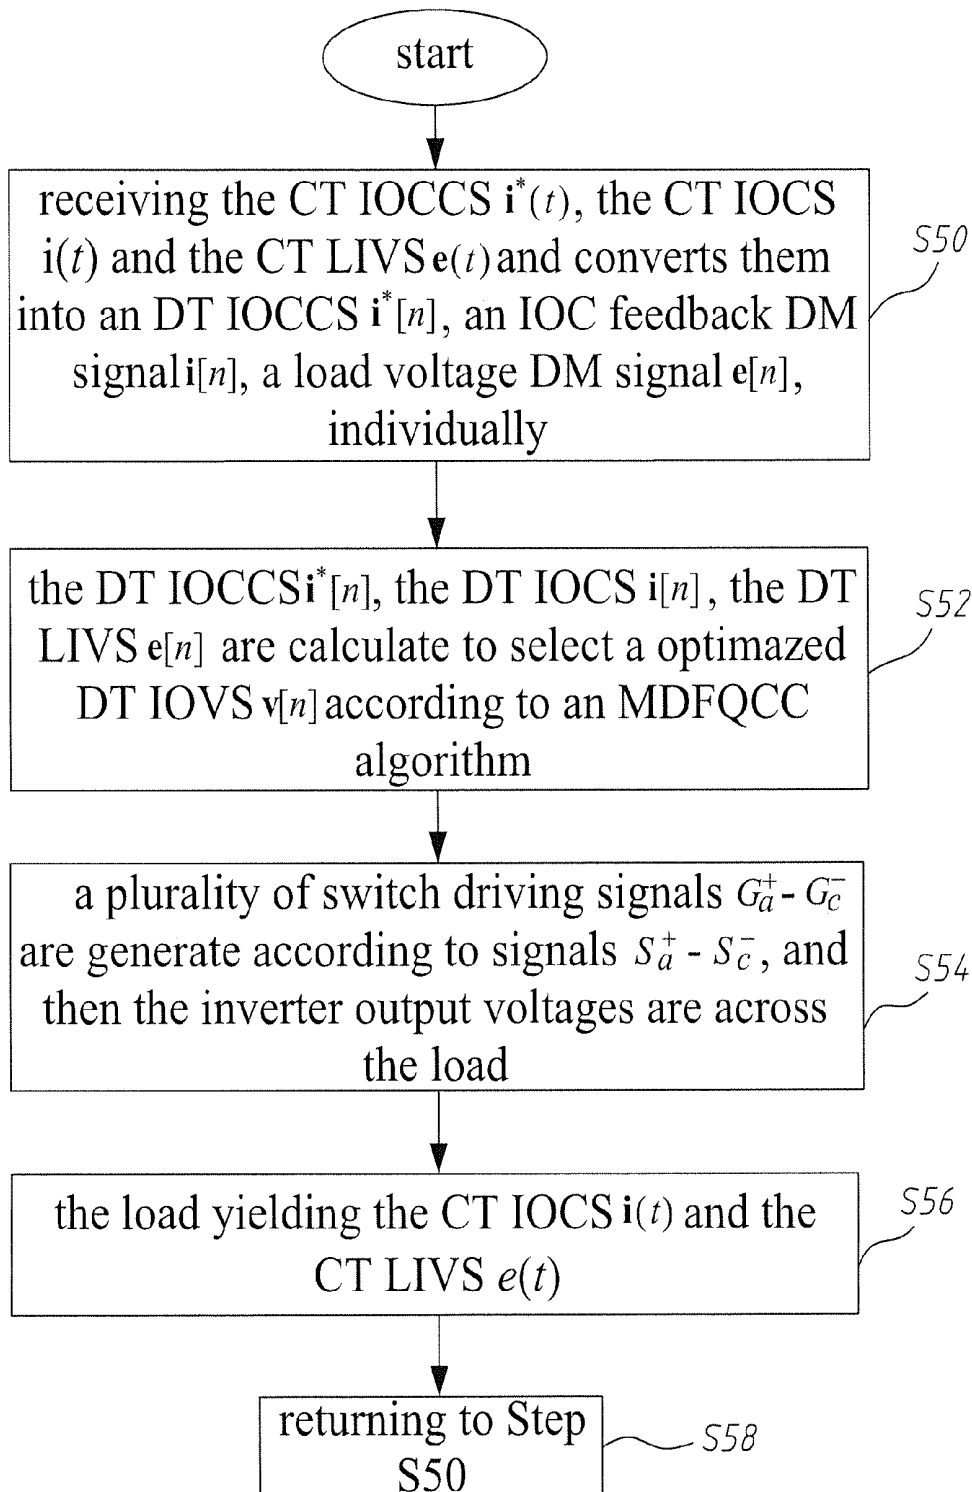 start
receiving the CT IOCCS i*(t), the CT IOCS
i(t) and the CT LIVS e(t) and converts them
into an DT IOCCS i*[n], an IOC feedback DM
signal i[n], a load voltage DM signal e[n],
individually
S50
the DT IOCCS i*[n], the DT IOCS i[n], the DT
LIVS e[n] are calculate to select a optimazed
DT IOVS v[n] according to an MDFQCC
algorithm
S52
a plurality of switch driving signals G_a^+ - G_c^-
are generate according to signals S_a^+ - S_c^-, and
then the inverter output voltages are across
the load
S54
the load yielding the CT IOCS i(t) and the
CT LIVS e(t)
S56
returning to Step
S50
S58